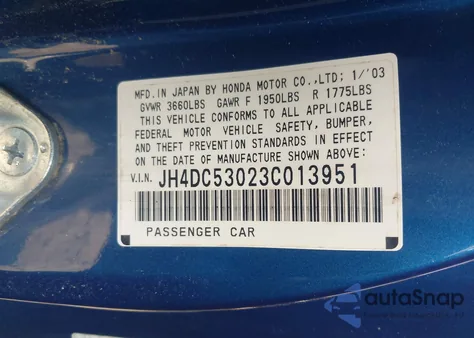 MFD. IN JAPAN BY HONDA MOTOR CO.,LTD; 1/'03
GVWR 3660LBS GAWR F 1950LBS R 1775LBS
THIS VEHICLE CONFORMS TO ALL APPLICABLE
FEDERAL MOTOR VEHICLE SAFETY, BUMPER,
AND THEFT PREVENTION STANDARDS IN EFFECT
ON THE DATE OF MANUFACTURE SHOWN ABOVE:
V.I.N. JH4DC53023C013951
PASSENGER CAR
autoSnap